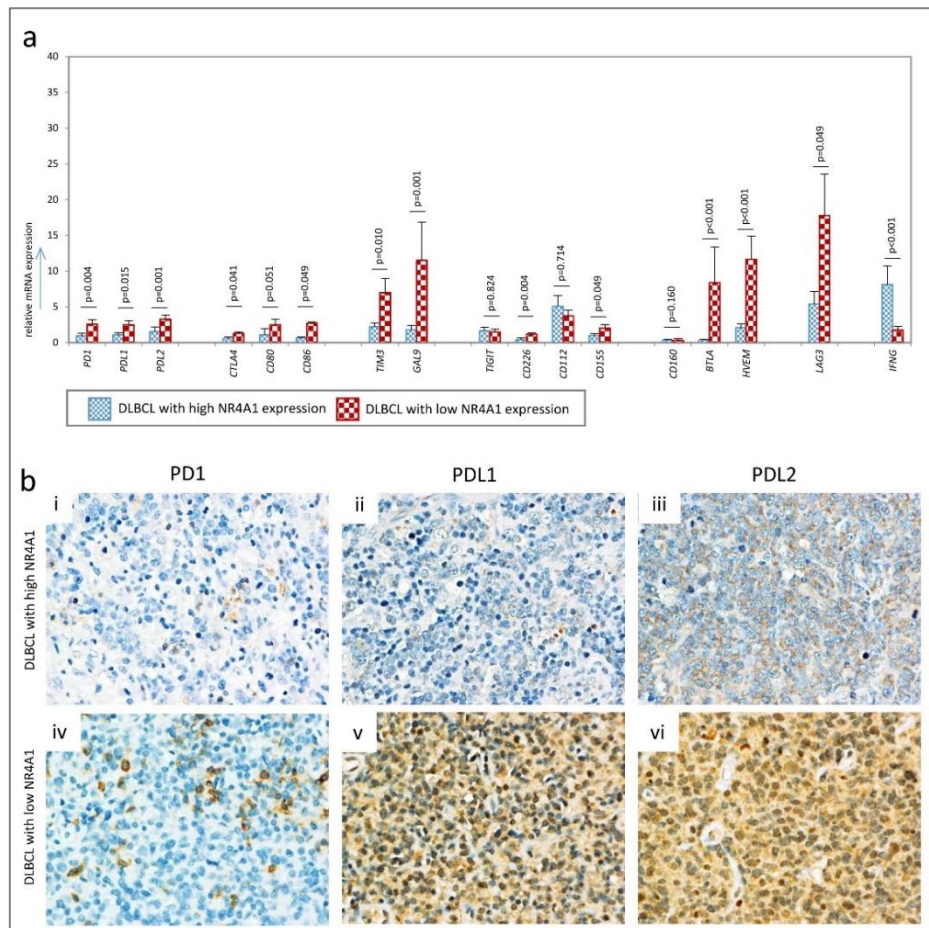 a
40
35
30
25
20
15
10
5
0
relative mRNA expression
p=0.004
p=0.015
p=0.001
p=0.041
p=0.051
p=0.049
p=0.010
p=0.001
p=0.824
p=0.004
p=0.714
p=0.049
p=0.160
p<0.001
p<0.001
p=0.049
p<0.001
PD1
PDL1
PDL2
CTLA4
CD80
CD86
TIM3
GAL9
TIGIT
CD226
CD112
CD155
CD160
BTLA
HVEM
LAG3
IFNG
DLBCL with high NR4A1 expression
DLBCL with low NR4A1 expression
b
PD1
PDL1
PDL2
DLBCL with high NR4A1
i
ii
iii
DLBCL with low NR4A1
iv
v
vi